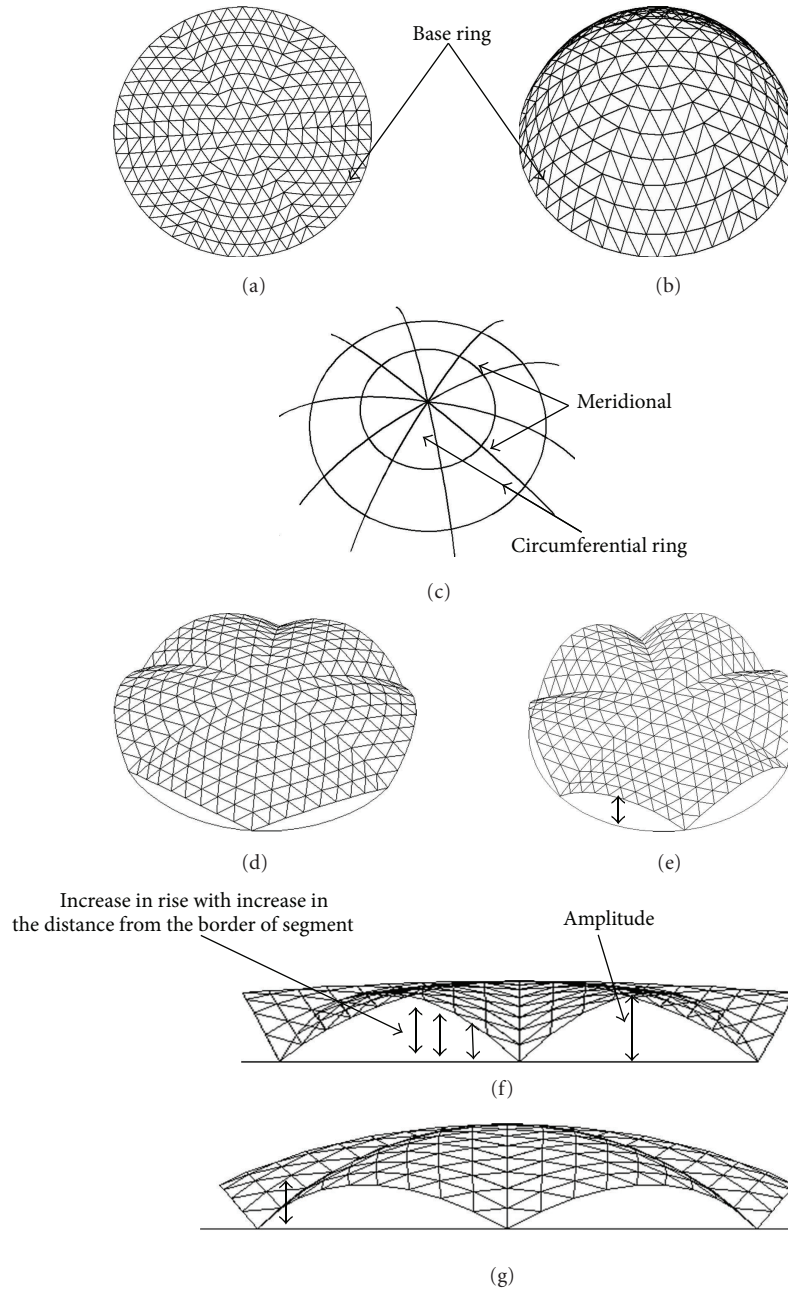 Base ring
(a)
(b)
Meridional
Circumferential ring
(c)
(d)
(e)
Increase in rise with increase in
the distance from the border of segment
Amplitude
(f)
(g)